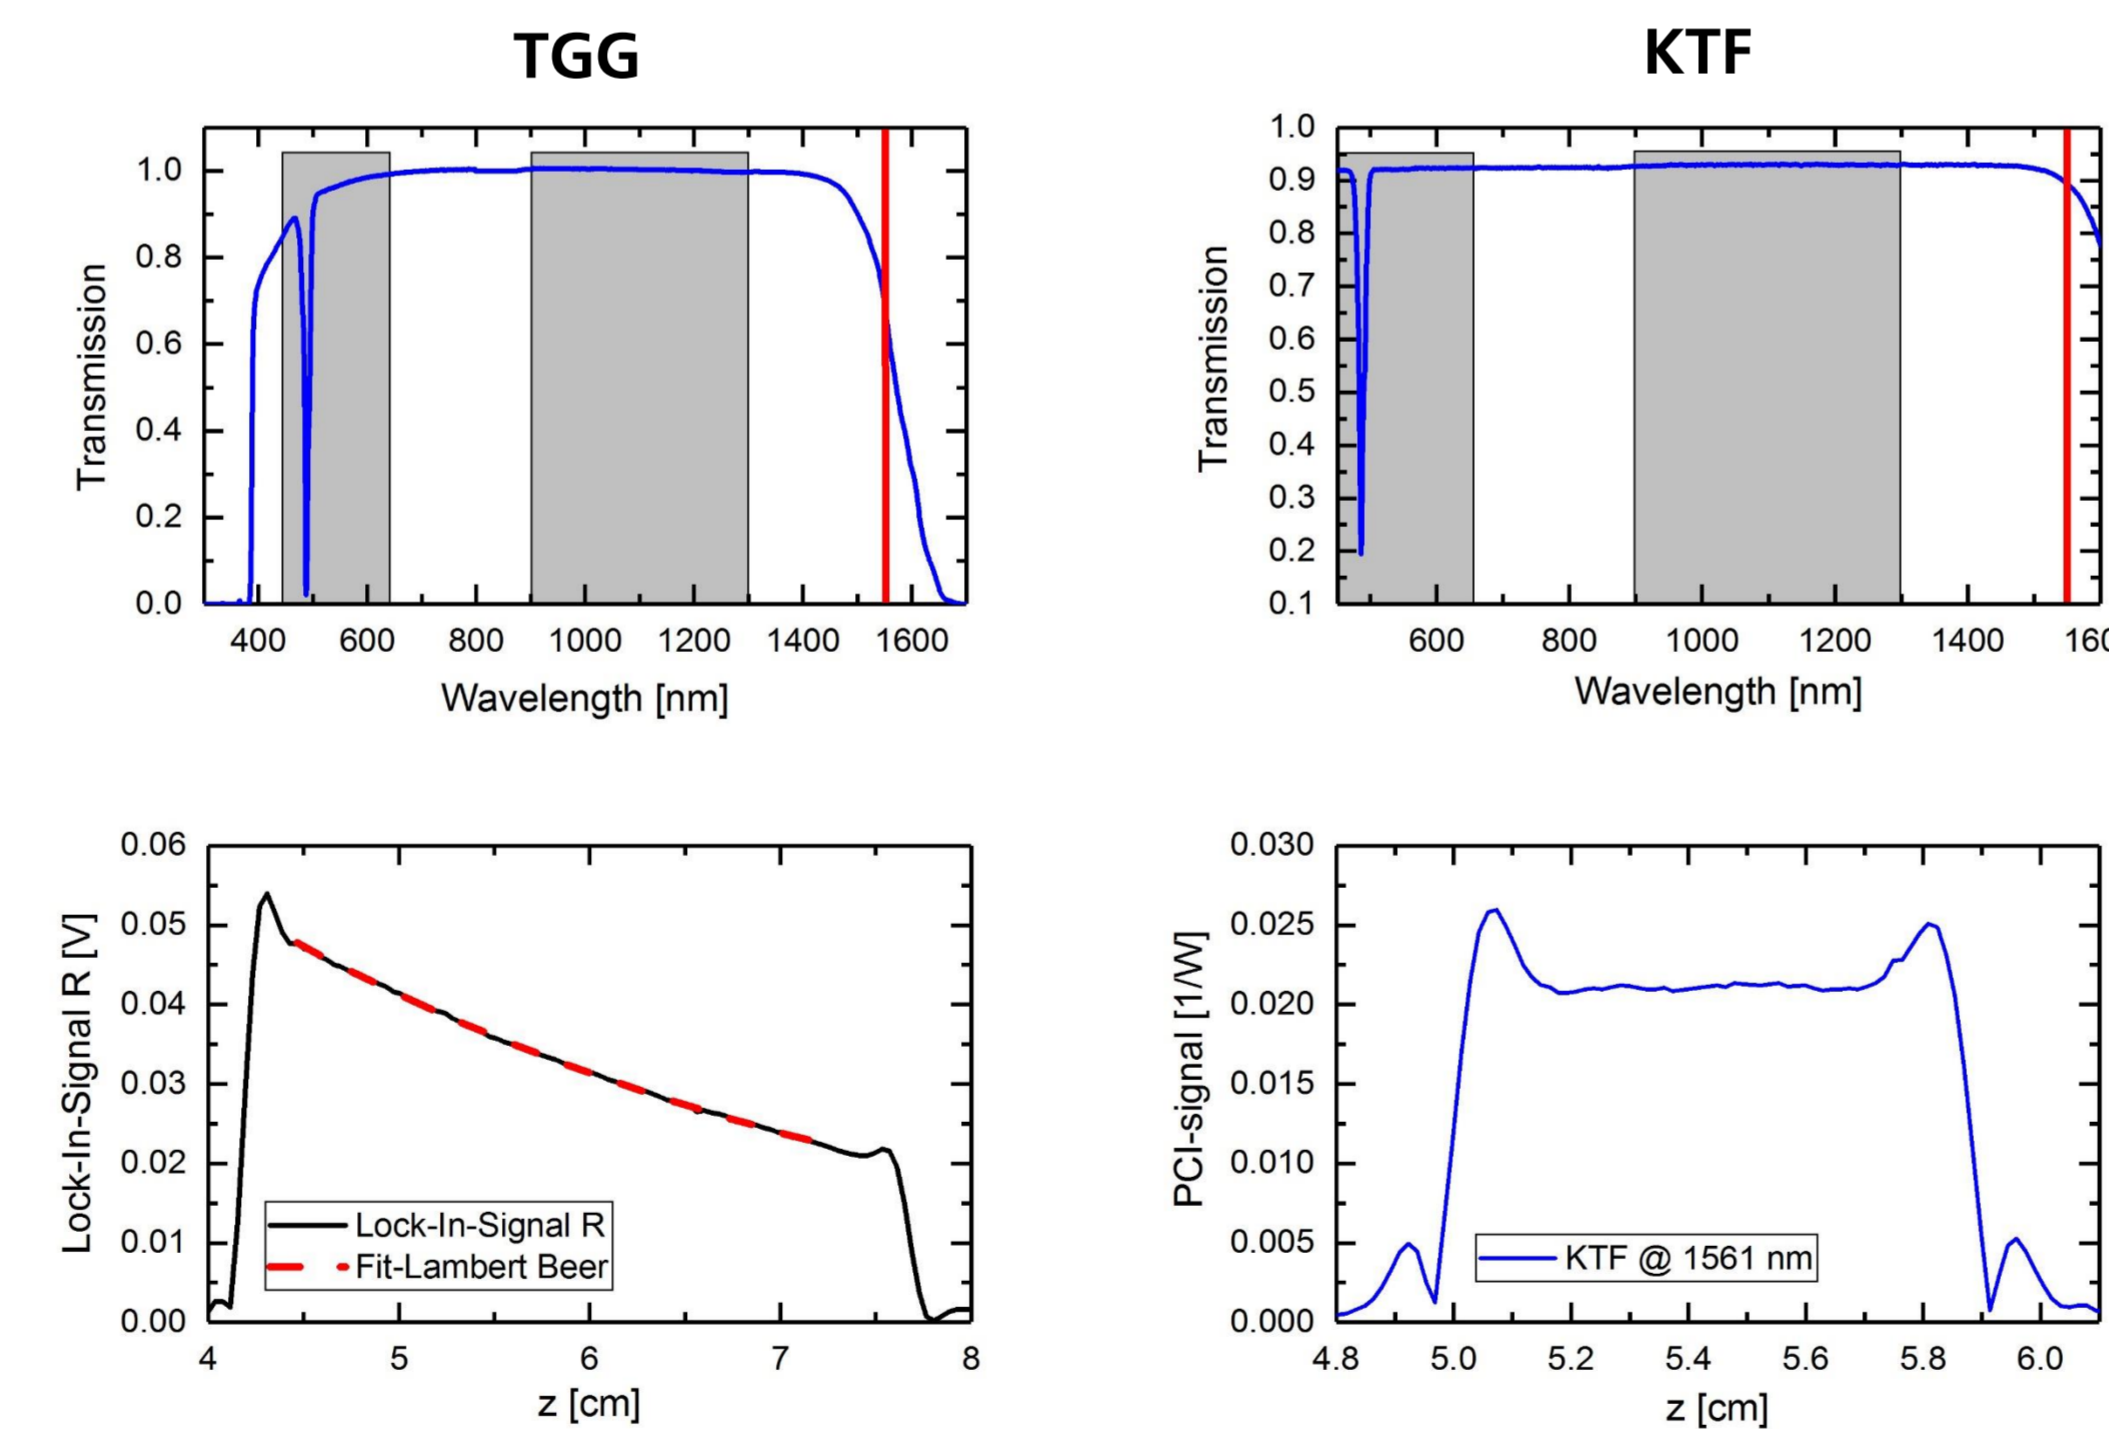 TGG
KTF
Transmission
1.0
0.8
0.6
0.4
0.2
0.0
400 600 800 1000 1200 1400 1600
Wavelength [nm]
Transmission
1.0
0.9
0.8
0.7
0.6
0.5
0.4
0.3
0.2
0.1
600 800 1000 1200 1400 160
Wavelength [nm]
Lock-In-Signal R [V]
0.06
0.05
0.04
0.03
0.02
0.01
0.00
Lock-In-Signal R
Fit-Lambert Beer
4 5 6 7 8
z [cm]
PCI-signal [1/W]
0.030
0.025
0.020
0.015
0.010
0.005
0.000
KTF @ 1561 nm
4.8 5.0 5.2 5.4 5.6 5.8 6.0
z [cm]